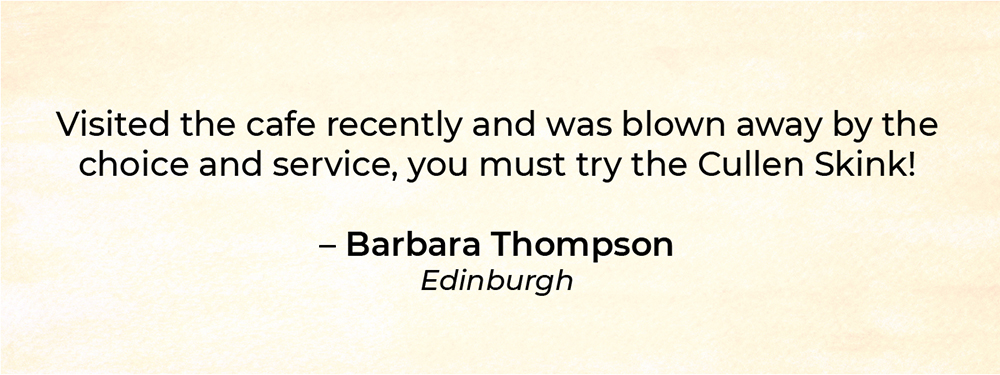 Visited the cafe recently and was blown away by the
choice and service, you must try the Cullen Skink!
– Barbara Thompson
Edinburgh